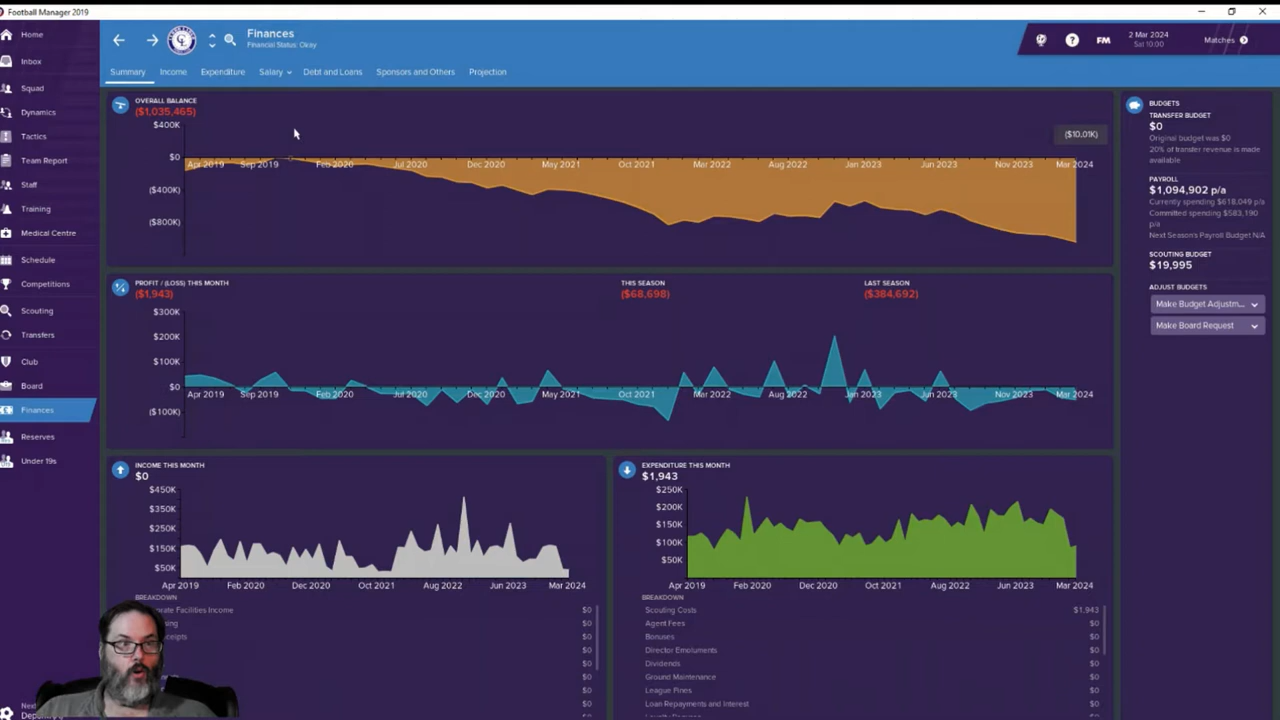 Football Manager 2019
Home
Inbox
Squad
Dynamics
Tactics
Team Report
Staff
Training
Medical Centre
Schedule
Competitions
Scouting
Transfers
Club
Board
Finances
Reserves
Under 19s
Finances
Financial Status: Okay
?
FM
2 Mar 2024
Sat 10:00
Matches
Summary
Income
Expenditure
Salary
Debt and Loans
Sponsors and Others
Projection
OVERALL BALANCE
($1,035,465)
($10.01K)
$400K
$0
($400K)
($800K)
Apr 2019 Sep 2019 Feb 2020 Jul 2020 Dec 2020 May 2021 Oct 2021 Mar 2022 Aug 2022 Jan 2023 Jun 2023 Nov 2023 Mar 2024
PROFIT / (LOSS) THIS MONTH
($1,943)
THIS SEASON
($68,698)
LAST SEASON
($384,692)
$300K
$200K
$100K
$0
($100K)
Apr 2019 Sep 2019 Feb 2020 Jul 2020 Dec 2020 May 2021 Oct 2021 Mar 2022 Aug 2022 Jan 2023 Jun 2023 Nov 2023 Mar 2024
INCOME THIS MONTH
$0
$450K
$350K
$250K
$150K
$50K
Apr 2019 Feb 2020 Dec 2020 Oct 2021 Aug 2022 Jun 2023 Mar 2024
BREAKDOWN
orate Facilities Income $0
sing $0
ceipts $0
$0
$0
$0
$0
$0
EXPENDITURE THIS MONTH
$1,943
$250K
$200K
$150K
$100K
$50K
Apr 2019 Feb 2020 Dec 2020 Oct 2021 Aug 2022 Jun 2023 Mar 2024
BREAKDOWN
Scouting Costs $1,943
Agent Fees $0
Bonuses $0
Director Emoluments $0
Dividends $0
Ground Maintenance $0
League Fines $0
Loan Repayments and Interest $0
BUDGETS
TRANSFER BUDGET
$0
Original budget was $0
20% of transfer revenue is made
available
PAYROLL
$1,094,902 p/a
Currently spending $618,049 p/a
Committed spending $583,190
p/a
Next Season's Payroll Budget N/A
SCOUTING BUDGET
$19,995
ADJUST BUDGETS
Make Budget Adjustm...
Make Board Request
Next